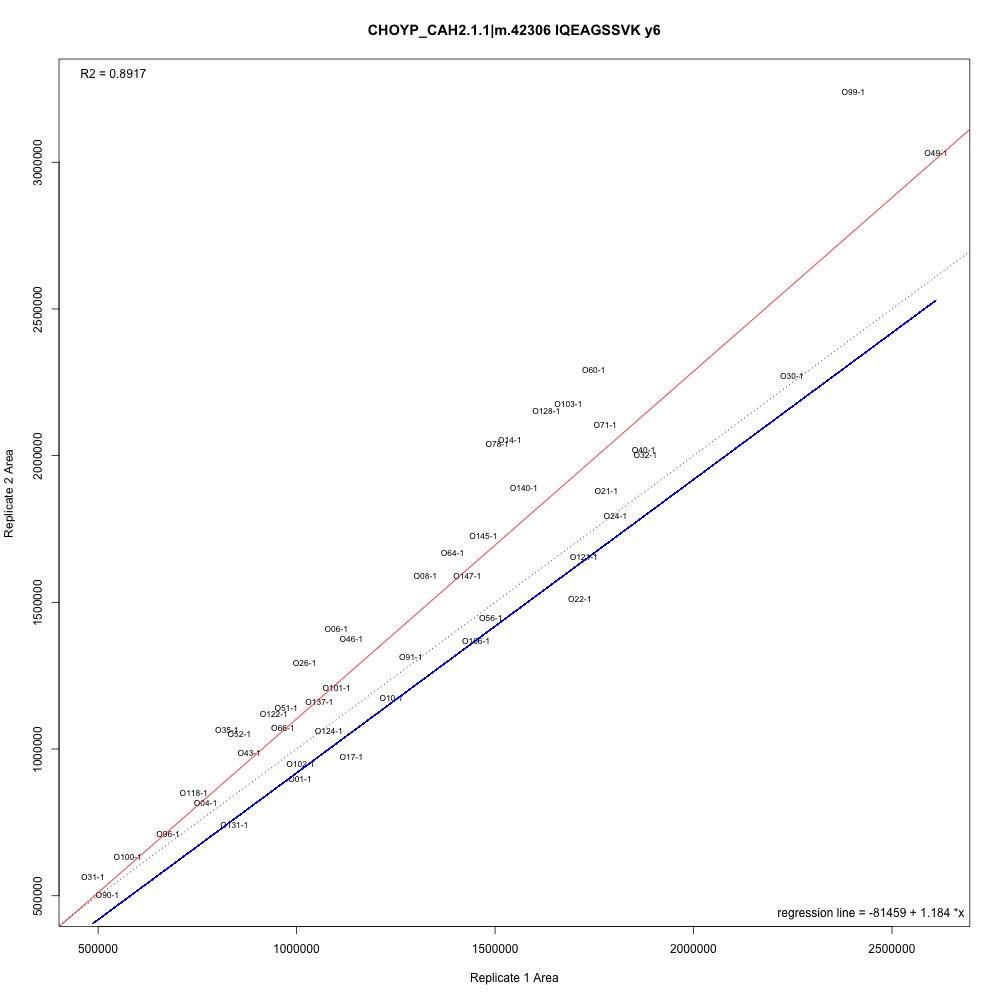 CHOYP_CAH2.1.1|m.42306 IQEAGSSVK y6
R2 = 0.8917
O99-1
O49-1
O30-1
O60-1
O103-1
O128-1
O71-1
O14-1
O78-1
O40-1
O32-1
O140-1
O21-1
O24-1
O145-1
O64-1
O121-1
O08-1
O147-1
O22-1
O56-1
O06-1
O46-1
O106-1
O91-1
O26-1
O101-1
O10-1
O137-1
O51-1
O122-1
O66-1
O35-1
O52-1
O124-1
O43-1
O17-1
O102-1
O01-1
O118-1
O04-1
O131-1
O96-1
O100-1
O31-1
O90-1
regression line = -81459 + 1.184 *x
Replicate 2 Area
3000000
2500000
2000000
1500000
1000000
500000
500000
1000000
1500000
2000000
2500000
Replicate 1 Area